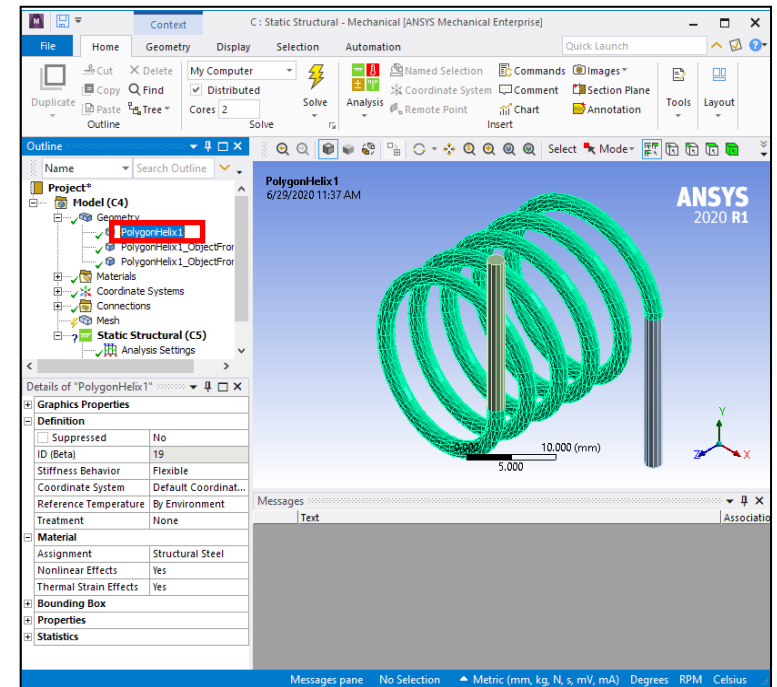 M
Context
C : Static Structural - Mechanical [ANSYS Mechanical Enterprise]
File
Home
Geometry
Display
Selection
Automation
Quick Launch
Duplicate
Cut
Copy
Paste
Delete
Find
Tree
Outline
My Computer
Distributed
Cores 2
Solve
Solve
Analysis
Named Selection
Coordinate System
Remote Point
Commands
Comment
Chart
Images
Section Plane
Annotation
Insert
Tools
Layout
Outline
Name
Search Outline
Project*
Model (C4)
Geometry
PolygonHelix1
PolygonHelix1_ObjectFror
PolygonHelix1_ObjectFror
Materials
Coordinate Systems
Connections
Mesh
Static Structural (C5)
Analysis Settings
Select
Mode
PolygonHelix1
6/29/2020 11:37 AM
ANSYS
2020 R1
0.000
10.000 (mm)
5.000
Y
Z
X
Details of "PolygonHelix1"
Graphics Properties
Definition
Suppressed No
ID (Beta) 19
Stiffness Behavior Flexible
Coordinate System Default Coordinat...
Reference Temperature By Environment
Treatment None
Material
Assignment Structural Steel
Nonlinear Effects Yes
Thermal Strain Effects Yes
Bounding Box
Properties
Statistics
Messages
Text
Associatio
Messages pane
No Selection
Metric (mm, kg, N, s, mV, mA)
Degrees
RPM
Celsius